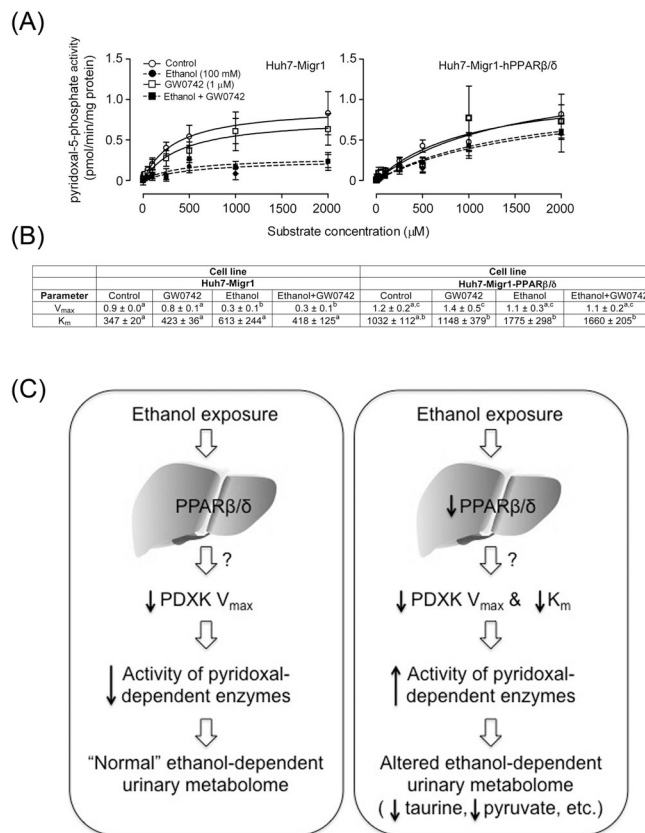 (A)
pyridoxal-5-phosphate activity
(pmol/min/mg protein)
1.5
1.0
0.5
0
Control
Ethanol (100 mM)
GW0742 (1 μM)
Ethanol + GW0742
Huh7-Migr1
0 500 1000 1500 2000
1.5
1.0
0.5
0
Huh7-Migr1-hPPARβ/δ
0 500 1000 1500 2000
Substrate concentration (μM)
(B)
Cell line Cell line
Huh7-Migr1 Huh7-Migr1-PPARβ/δ
Parameter Control GW0742 Ethanol Ethanol+GW0742 Control GW0742 Ethanol Ethanol+GW0742
Vmax 0.9 ± 0.0a 0.8 ± 0.1a 0.3 ± 0.1b 0.3 ± 0.1b 1.2 ± 0.2a,c 1.4 ± 0.5c 1.1 ± 0.3a,c 1.1 ± 0.2a,c
Km 347 ± 20a 423 ± 36a 613 ± 244a 418 ± 125a 1032 ± 112a,b 1148 ± 379b 1775 ± 298b 1660 ± 205b
(C)
Ethanol exposure
PPARβ/δ
?
↓ PDXK Vmax
↓ Activity of pyridoxal-
dependent enzymes
“Normal” ethanol-dependent
urinary metabolome
Ethanol exposure
↓ PPARβ/δ
?
↓ PDXK Vmax & ↓ Km
↑ Activity of pyridoxal-
dependent enzymes
Altered ethanol-dependent
urinary metabolome
( ↓ taurine, ↓ pyruvate, etc.)